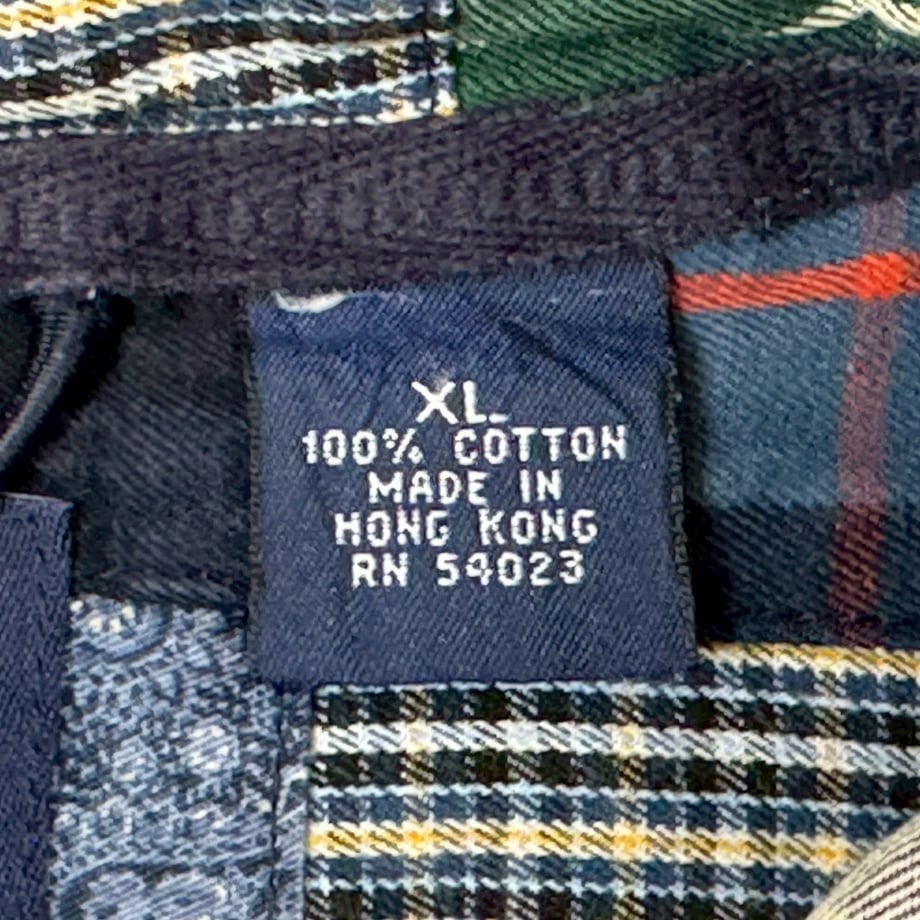 XL
100% COTTON
MADE IN
HONG KONG
RN 54023